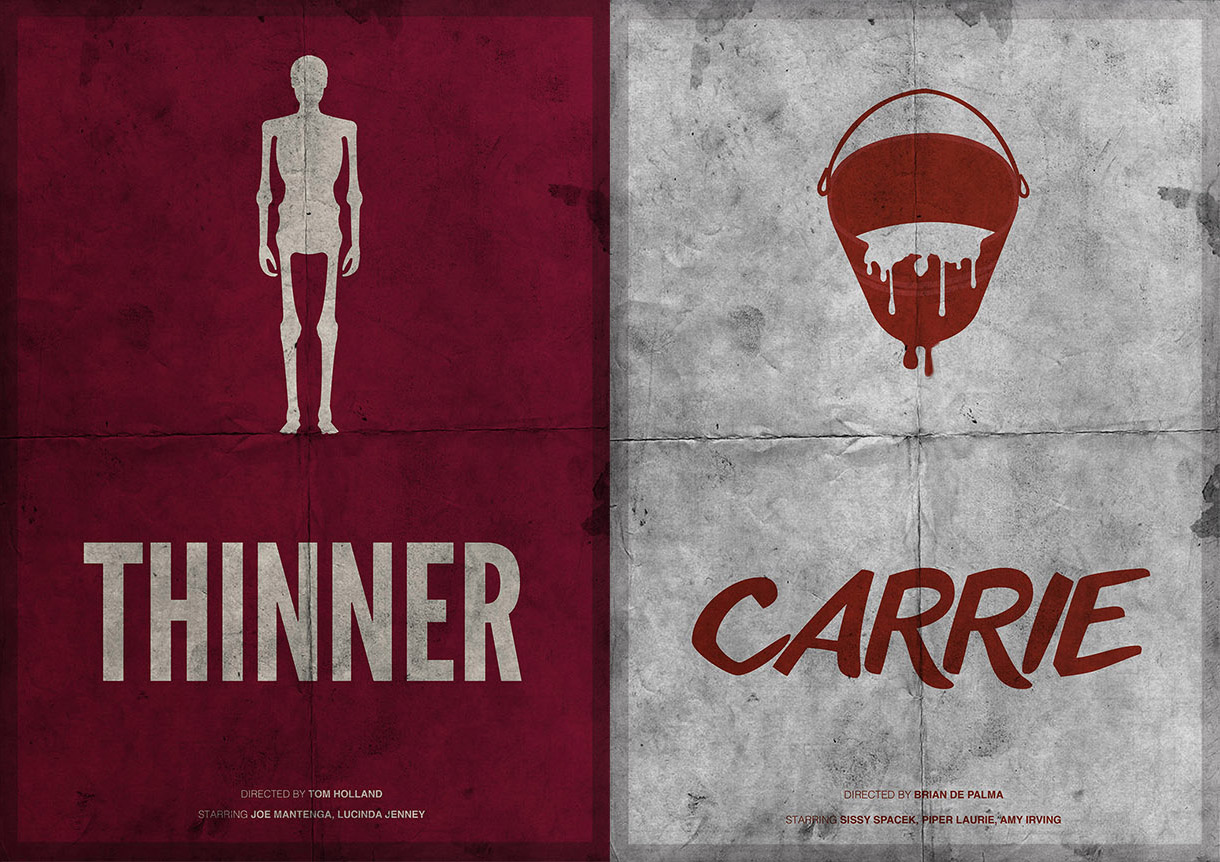 THINNER
DIRECTED BY TOM HOLLAND
STARRING JOE MANTENGA, LUCINDA JENNEY
CARRIE
DIRECTED BY BRIAN DE PALMA
STARRING SISSY SPACEK, PIPER LAURIE, AMY IRVING